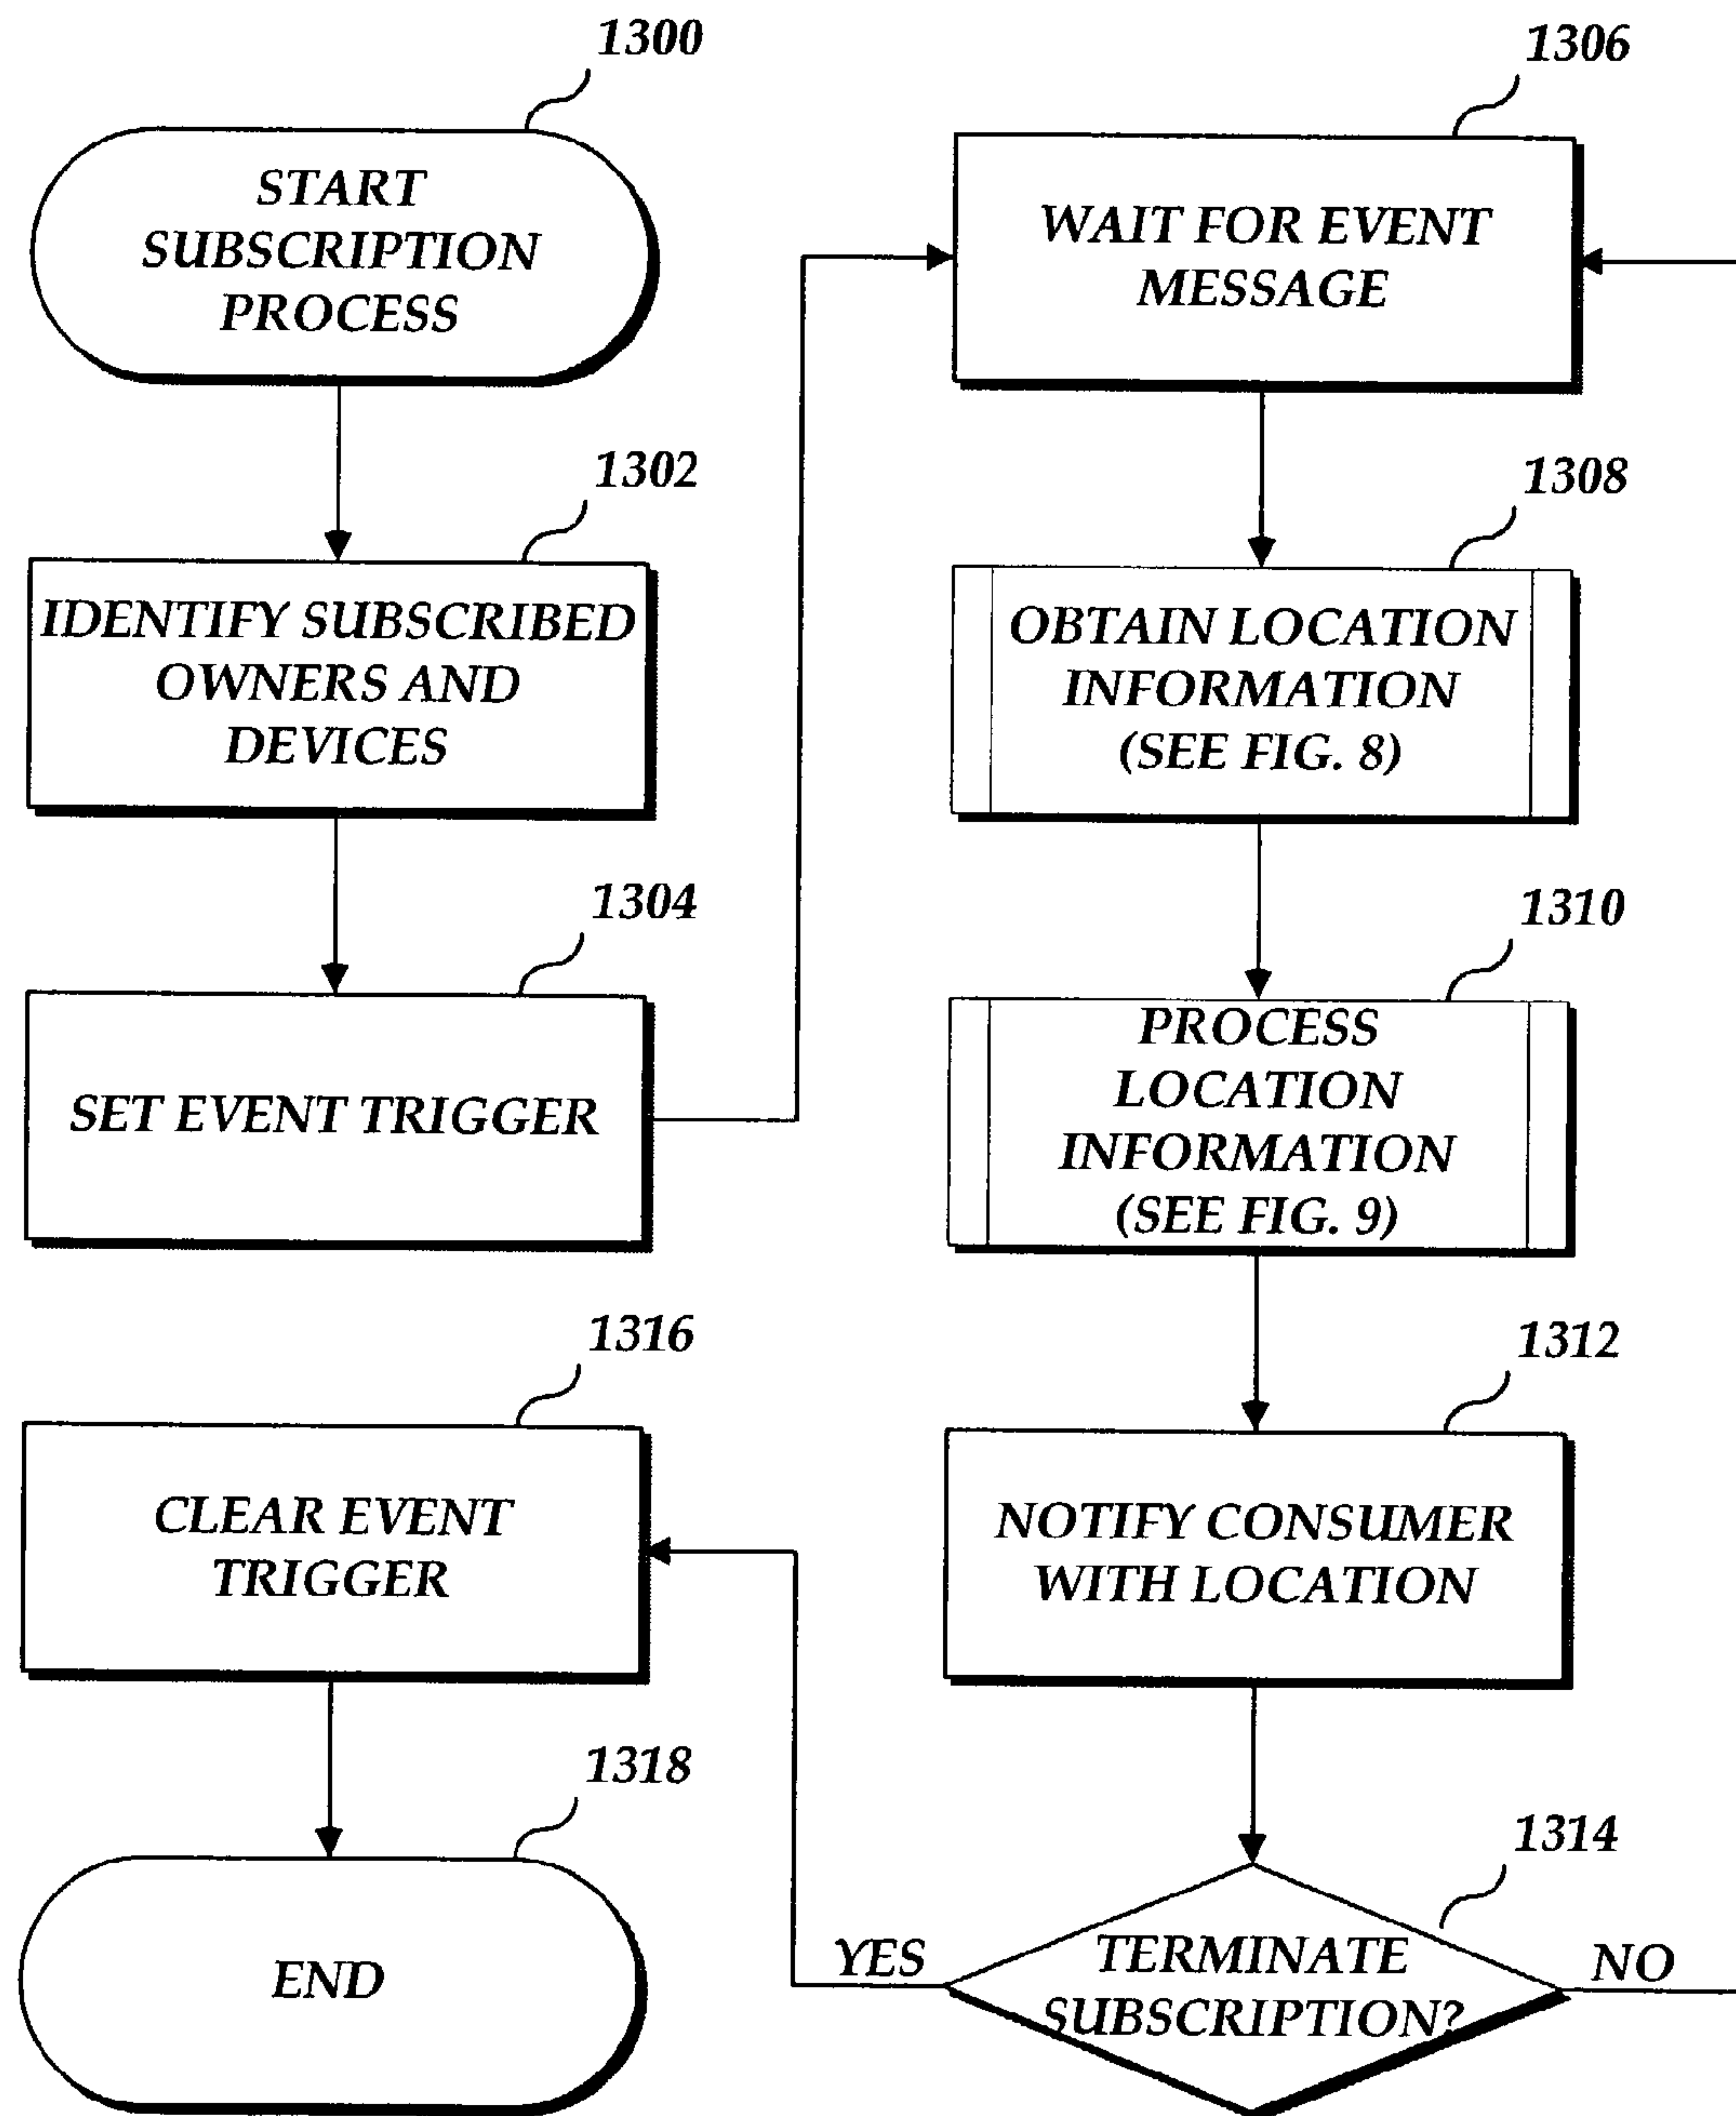 1300
START
SUBSCRIPTION
PROCESS
1302
IDENTIFY SUBSCRIBED
OWNERS AND
DEVICES
1304
SET EVENT TRIGGER
1306
WAIT FOR EVENT
MESSAGE
1308
OBTAIN LOCATION
INFORMATION
(SEE FIG. 8)
1310
PROCESS
LOCATION
INFORMATION
(SEE FIG. 9)
1312
NOTIFY CONSUMER
WITH LOCATION
1314
TERMINATE
SUBSCRIPTION?
YES
NO
1316
CLEAR EVENT
TRIGGER
1318
END